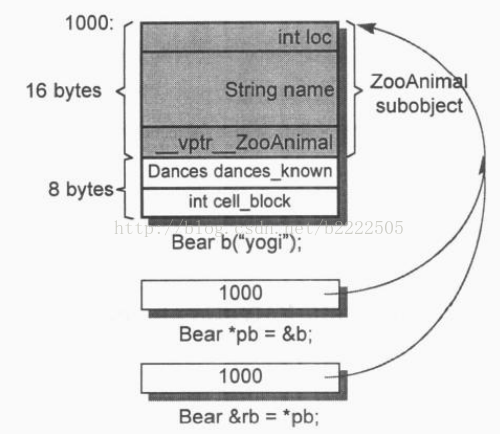 1000:
int loc
16 bytes
String name
ZooAnimal
subobject
__vptr__ZooAnimal
8 bytes
Dances dances_known
int cell_block
http://blog.csdn.net/b2222505
Bear b("yogi");
1000
Bear *pb = &b;
1000
Bear &rb = *pb;